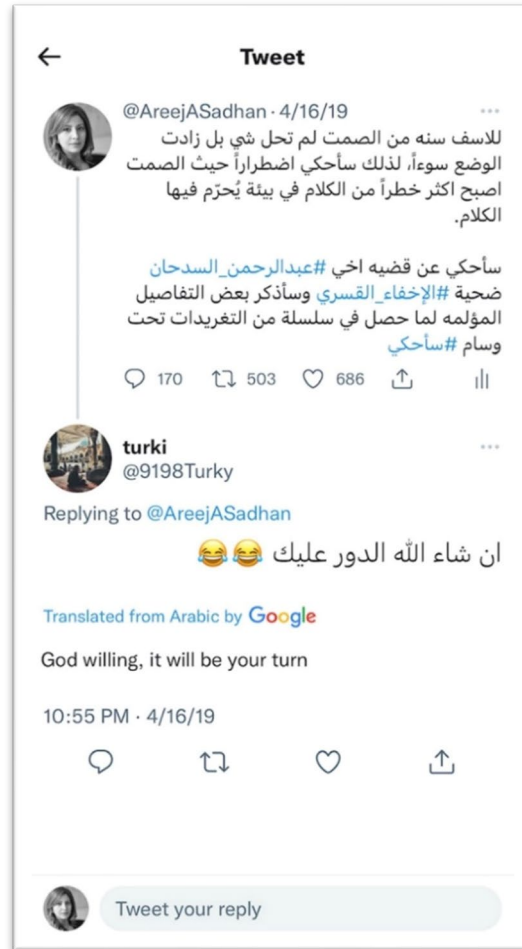 Tweet
@AreejASadhan · 4/16/19
للاسف سنه من الصمت لم تحل شي بل زادت
الوضع سوءاً، لذلك سأحكي اضطراراً حيث الصمت
اصبح اكثر خطراً من الكلام في بيئة يُحرّم فيها
الكلام.
سأحكي عن قضيه اخي #عبدالرحمن_السدحان
ضحية #الإخفاء_القسري وسأذكر بعض التفاصيل
المؤلمه لما حصل في سلسلة من التغريدات تحت
وسام #سأحكي
170 503 686
turki
@9198Turky
Replying to @AreejASadhan
ان شاء الله الدور عليك 😂😂
Translated from Arabic by Google
God willing, it will be your turn
10:55 PM · 4/16/19
Tweet your reply